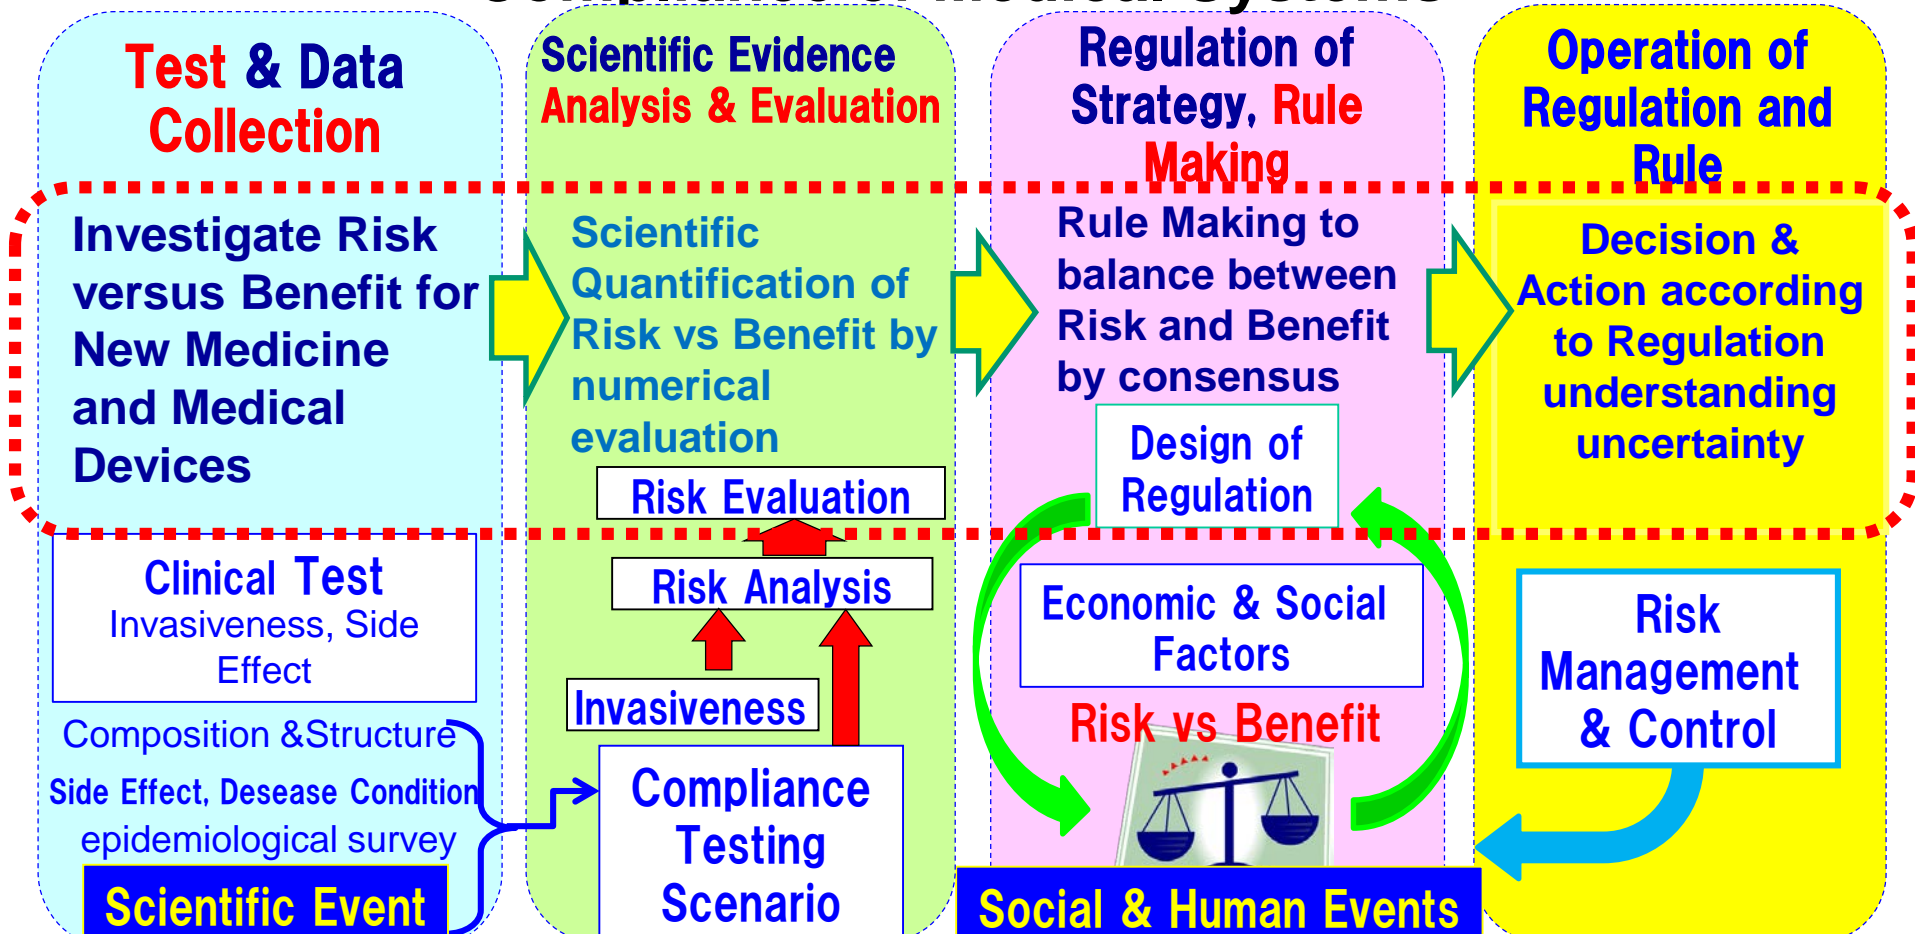 Compliance of Medical Systems
Test & Data
Collection
Investigate Risk
versus Benefit for
New Medicine
and Medical
Devices
Clinical Test
Invasiveness, Side
Effect
Composition &Structure
Side Effect, Desease Condition
epidemiological survey
Scientific Event
Scientific Evidence
Analysis & Evaluation
Scientific
Quantification of
Risk vs Benefit by
numerical
evaluation
Risk Evaluation
Risk Analysis
Invasiveness
Compliance
Testing
Scenario
Regulation of
Strategy, Rule
Making
Rule Making to
balance between
Risk and Benefit
by consensus
Design of
Regulation
Economic & Social
Factors
Risk vs Benefit
Social & Human Events
Operation of
Regulation and
Rule
Decision &
Action according
to Regulation
understanding
uncertainty
Risk
Management
& Control